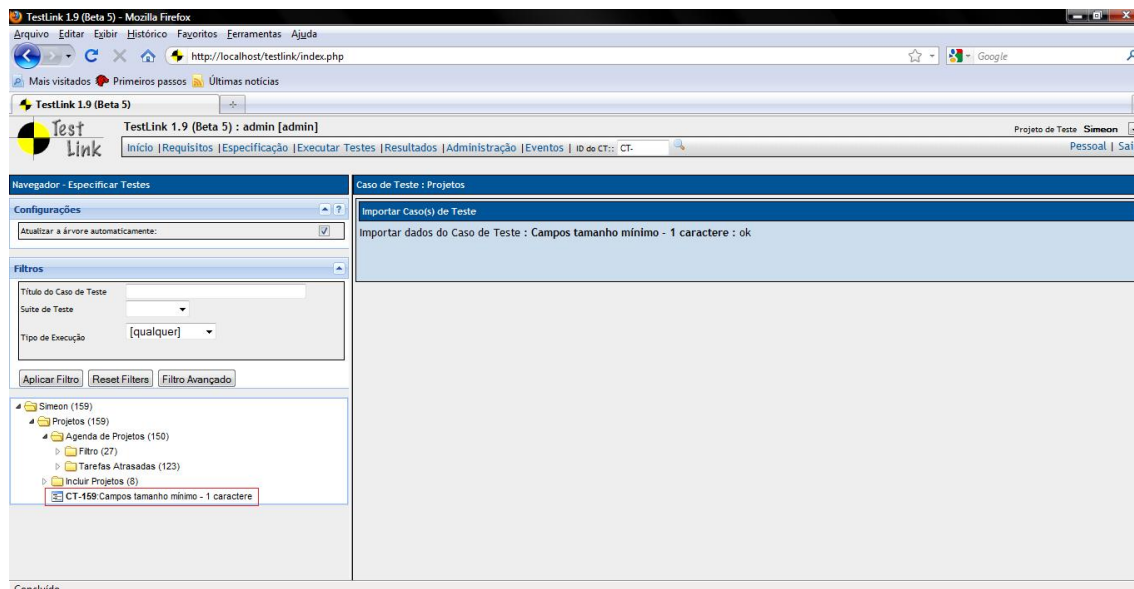 TestLink 1.9 (Beta 5) - Mozilla Firefox
Arquivo Editar Exibir Histórico Favoritos Ferramentas Ajuda
http://localhost/testlink/index.php
Google
Mais visitados Primeiros passos Últimas notícias
TestLink 1.9 (Beta 5)
Test Link
TestLink 1.9 (Beta 5) : admin [admin]
Projeto de Teste Simeon
Início |Requisitos |Especificação |Executar Testes |Resultados |Administração |Eventos | ID do CT:: CT-
Pessoal | Sai
Navegador - Especificar Testes
Configurações
Atualizar a árvore automaticamente:
Filtros
Título do Caso de Teste
Suite de Teste
Tipo de Execução [qualquer]
Aplicar Filtro Reset Filters Filtro Avançado
Simeon (159)
Projetos (159)
Agenda de Projetos (150)
Filtro (27)
Tarefas Atrasadas (123)
Incluir Projetos (8)
CT-159:Campos tamanho mínimo - 1 caractere
Caso de Teste : Projetos
Importar Caso(s) de Teste
Importar dados do Caso de Teste : Campos tamanho mínimo - 1 caractere : ok
Concluído